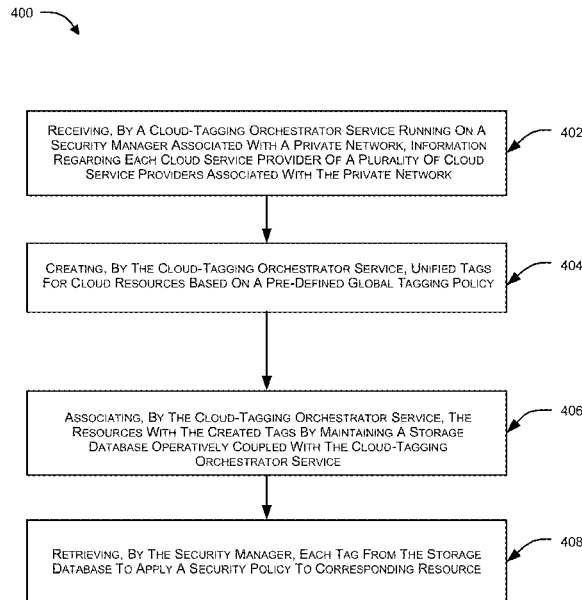 400
RECEIVING, BY A CLOUD-TAGGING ORCHESTRATOR SERVICE RUNNING ON A
SECURITY MANAGER ASSOCIATED WITH A PRIVATE NETWORK, INFORMATION
REGARDING EACH CLOUD SERVICE PROVIDER OF A PLURALITY OF CLOUD
SERVICE PROVIDERS ASSOCIATED WITH THE PRIVATE NETWORK
402
CREATING, BY THE CLOUD-TAGGING ORCHESTRATOR SERVICE, UNIFIED TAGS
FOR CLOUD RESOURCES BASED ON A PRE-DEFINED GLOBAL TAGGING POLICY
404
ASSOCIATING, BY THE CLOUD-TAGGING ORCHESTRATOR SERVICE, THE
RESOURCES WITH THE CREATED TAGS BY MAINTAINING A STORAGE
DATABASE OPERATIVELY COUPLED WITH THE CLOUD-TAGGING
ORCHESTRATOR SERVICE
406
RETRIEVING, BY THE SECURITY MANAGER, EACH TAG FROM THE STORAGE
DATABASE TO APPLY A SECURITY POLICY TO CORRESPONDING RESOURCE
408